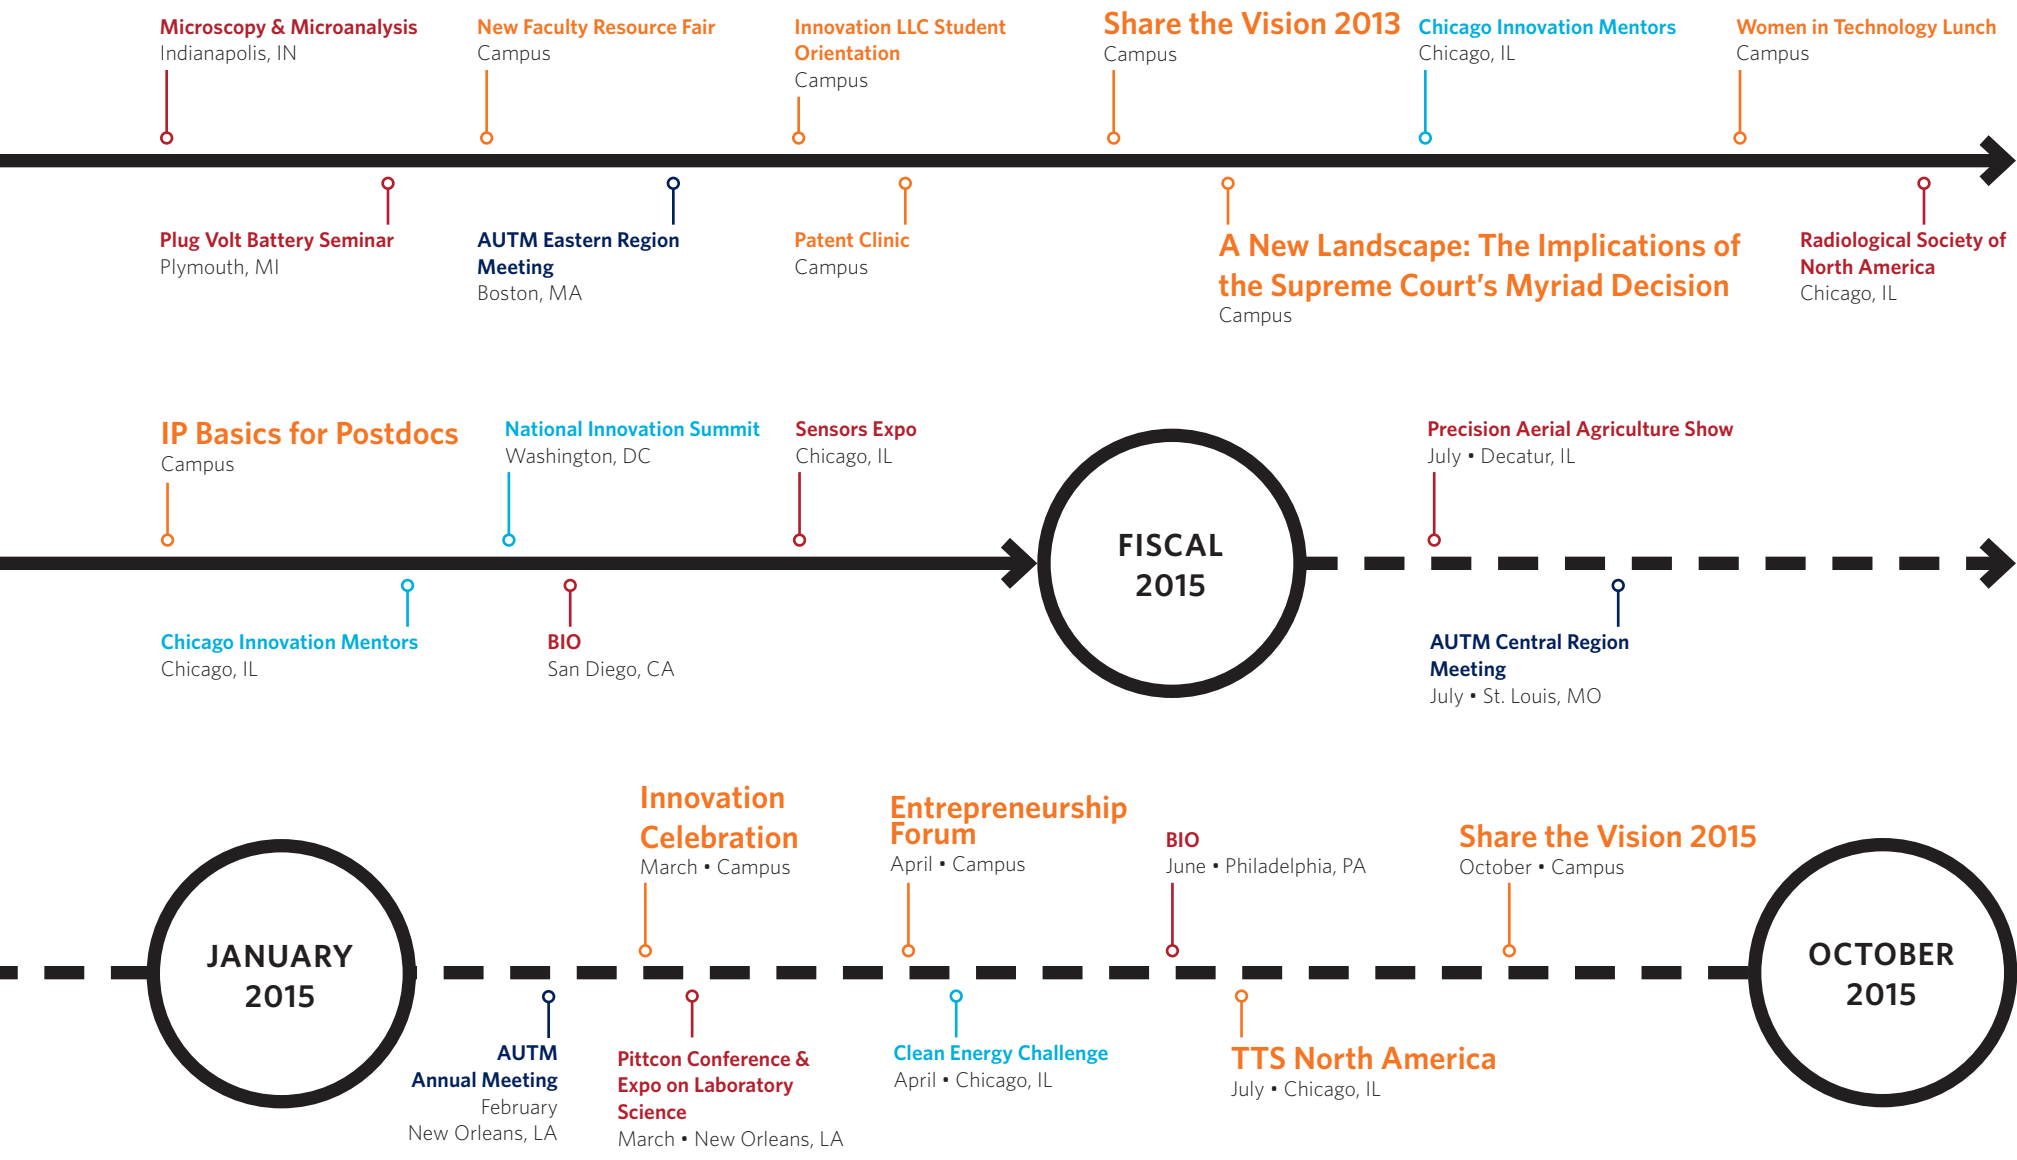 Microscopy & Microanalysis
Indianapolis, IN
New Faculty Resource Fair
Campus
Innovation LLC Student
Orientation
Campus
Share the Vision 2013
Campus
Chicago Innovation Mentors
Chicago, IL
Women in Technology Lunch
Campus
Plug Volt Battery Seminar
Plymouth, MI
AUTM Eastern Region
Meeting
Boston, MA
Patent Clinic
Campus
A New Landscape: The Implications of
the Supreme Court's Myriad Decision
Campus
Radiological Society of
North America
Chicago, IL
IP Basics for Postdocs
Campus
National Innovation Summit
Washington, DC
Sensors Expo
Chicago, IL
FISCAL
2015
Precision Aerial Agriculture Show
July • Decatur, IL
Chicago Innovation Mentors
Chicago, IL
BIO
San Diego, CA
AUTM Central Region
Meeting
July • St. Louis, MO
JANUARY
2015
Innovation
Celebration
March • Campus
Entrepreneurship
Forum
April • Campus
BIO
June • Philadelphia, PA
Share the Vision 2015
October • Campus
OCTOBER
2015
AUTM
Annual Meeting
February
New Orleans, LA
Pittcon Conference &
Expo on Laboratory
Science
March • New Orleans, LA
Clean Energy Challenge
April • Chicago, IL
TTS North America
July • Chicago, IL